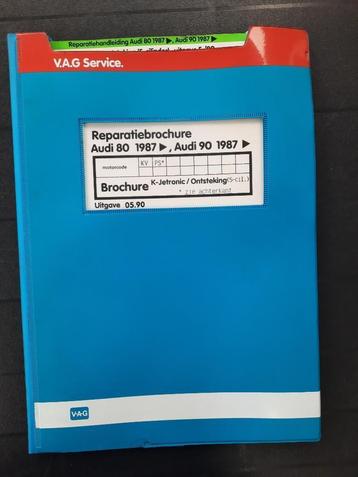 Reparatiehandleiding Audi 80 1987 ▶, Audi 90 1987 ▶
V.A.G Service.
Reparatiebrochure
Audi 80 1987 ▶, Audi 90 1987 ▶
motorcode KV PS*
Brochure K-Jetronic / Ontsteking (5-cil.)
* zie achterkant
Uitgave 05.90
V·A·G